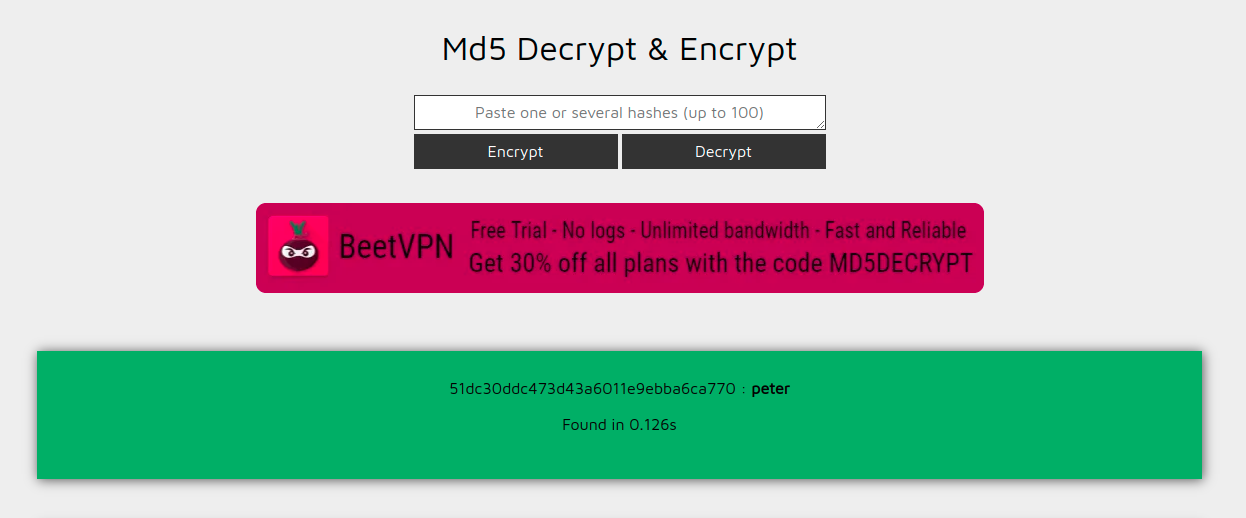 Md5 Decrypt & Encrypt
Paste one or several hashes (up to 100)
Encrypt
Decrypt
BeetVPN
Free Trial - No logs - Unlimited bandwidth - Fast and Reliable
Get 30% off all plans with the code MD5DECRYPT
51dc30ddc473d43a6011e9ebba6ca770 : peter
Found in 0.126s